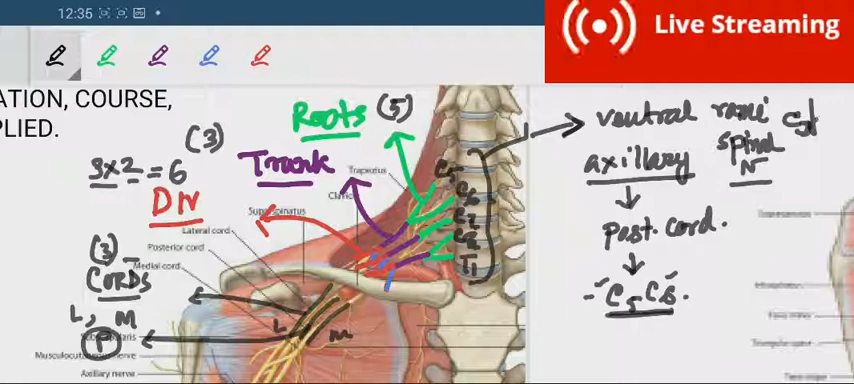 12:35
Live Streaming
ATION, COURSE,
PLIED.
Roots (5)
(3)
Trunk
3x2 = 6
DN
Trapezius
Supraspinatus
Lateral cord
Posterior cord
Medial cord
(3)
CORDS
L, M
P
Musculocutaneous nerve
Axillary nerve
C5
C6
C7
C8
T1
L
M
ventral rami of
spinal
N
axillary
Post. cord.
C5 C6.